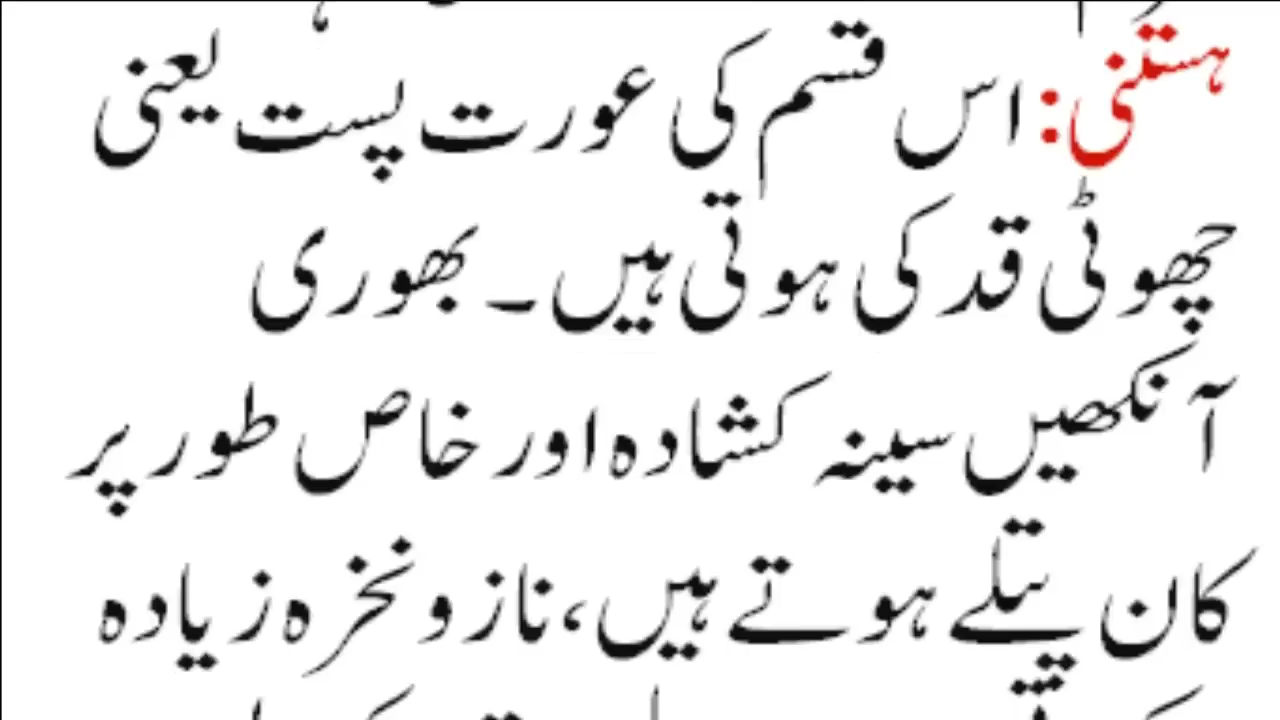 ہستنی: اس قسم کی عورت پست یعنی
چھوٹی قد کی ہوتی ہیں۔ بھوری
آنکھیں سینہ کشادہ اور خاص طور پر
کان پتلے ہوتے ہیں، ناز و نخرہ زیادہ